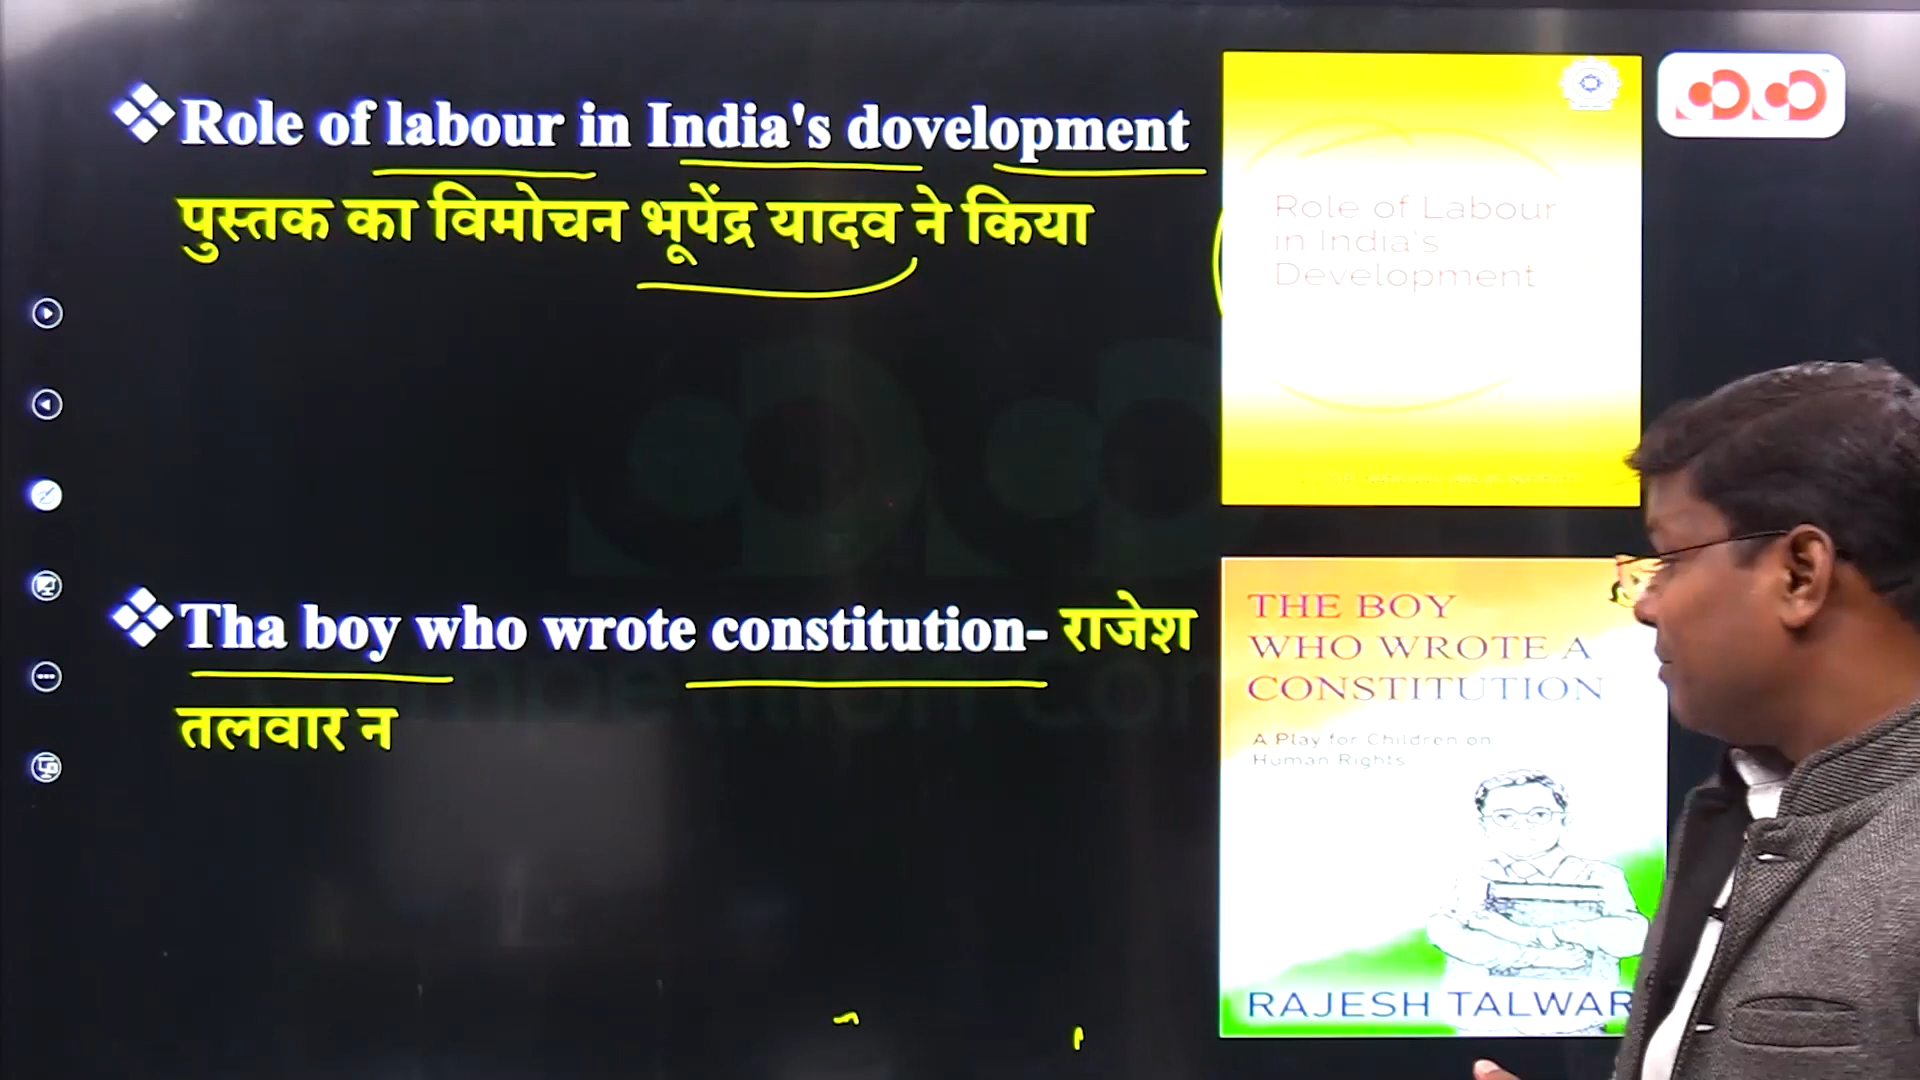 ❖Role of labour in India's dovelopment
पुस्तक का विमोचन भूपेंद्र यादव ने किया
Role of Labour
in India's
Development
❖Tha boy who wrote constitution- राजेश
तलवार न
THE BOY
WHO WROTE A
CONSTITUTION
A Play for Children on
Human Rights
RAJESH TALWAR